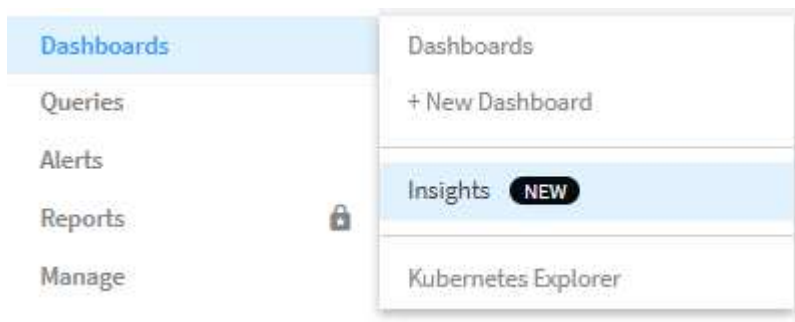 Dashboards
Queries
Alerts
Reports
Manage
Dashboards
+ New Dashboard
Insights NEW
Kubernetes Explorer